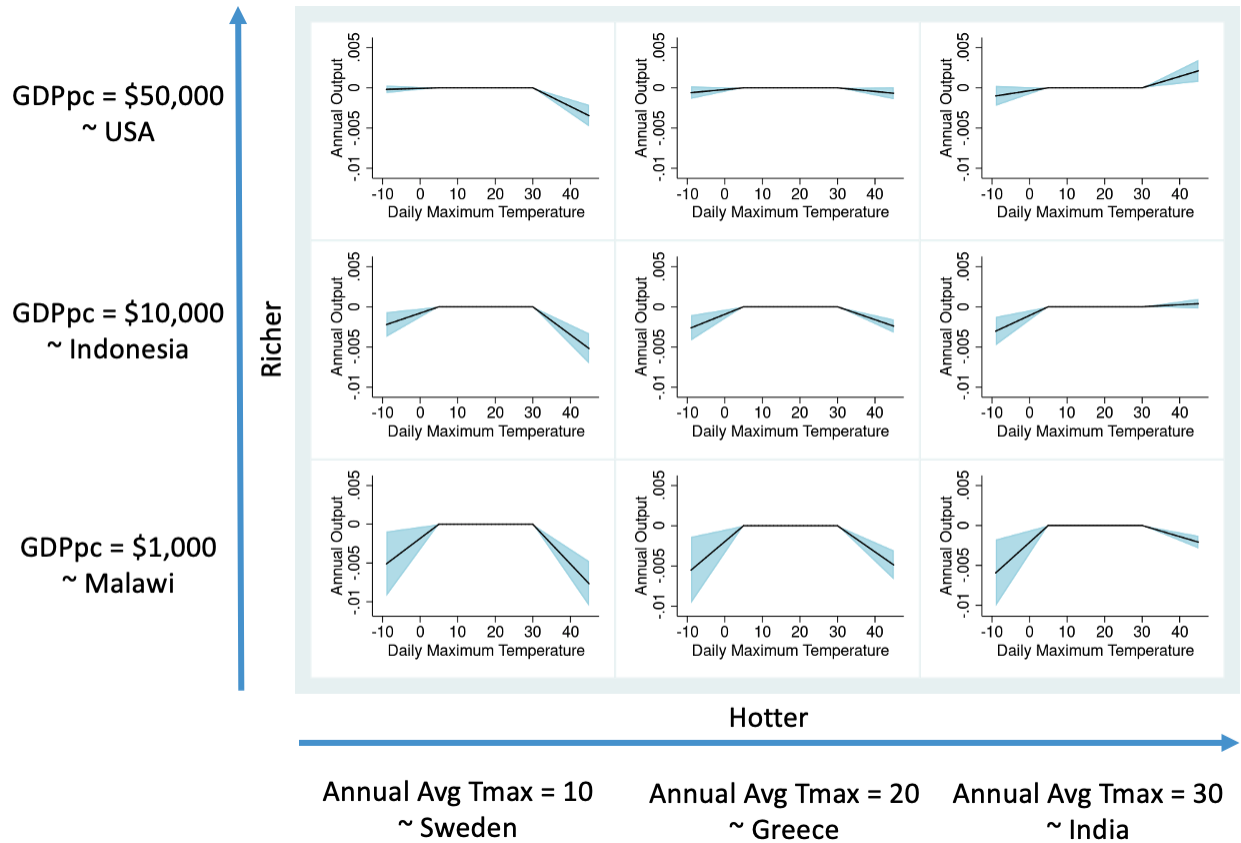 GDPpc = $50,000
~ USA
GDPpc = $10,000
~ Indonesia
GDPpc = $1,000
~ Malawi
Richer
Annual Output
.005
0
-.005
-.01
-10 0 10 20 30 40
Daily Maximum Temperature
Annual Output
.005
0
-.005
-.01
-10 0 10 20 30 40
Daily Maximum Temperature
Annual Output
.005
0
-.005
-.01
-10 0 10 20 30 40
Daily Maximum Temperature
Annual Output
.005
0
-.005
-.01
-10 0 10 20 30 40
Daily Maximum Temperature
Annual Output
.005
0
-.005
-.01
-10 0 10 20 30 40
Daily Maximum Temperature
Annual Output
.005
0
-.005
-.01
-10 0 10 20 30 40
Daily Maximum Temperature
Annual Output
.005
0
-.005
-.01
-10 0 10 20 30 40
Daily Maximum Temperature
Annual Output
.005
0
-.005
-.01
-10 0 10 20 30 40
Daily Maximum Temperature
Annual Output
.005
0
-.005
-.01
-10 0 10 20 30 40
Daily Maximum Temperature
Hotter
Annual Avg Tmax = 10
~ Sweden
Annual Avg Tmax = 20
~ Greece
Annual Avg Tmax = 30
~ India